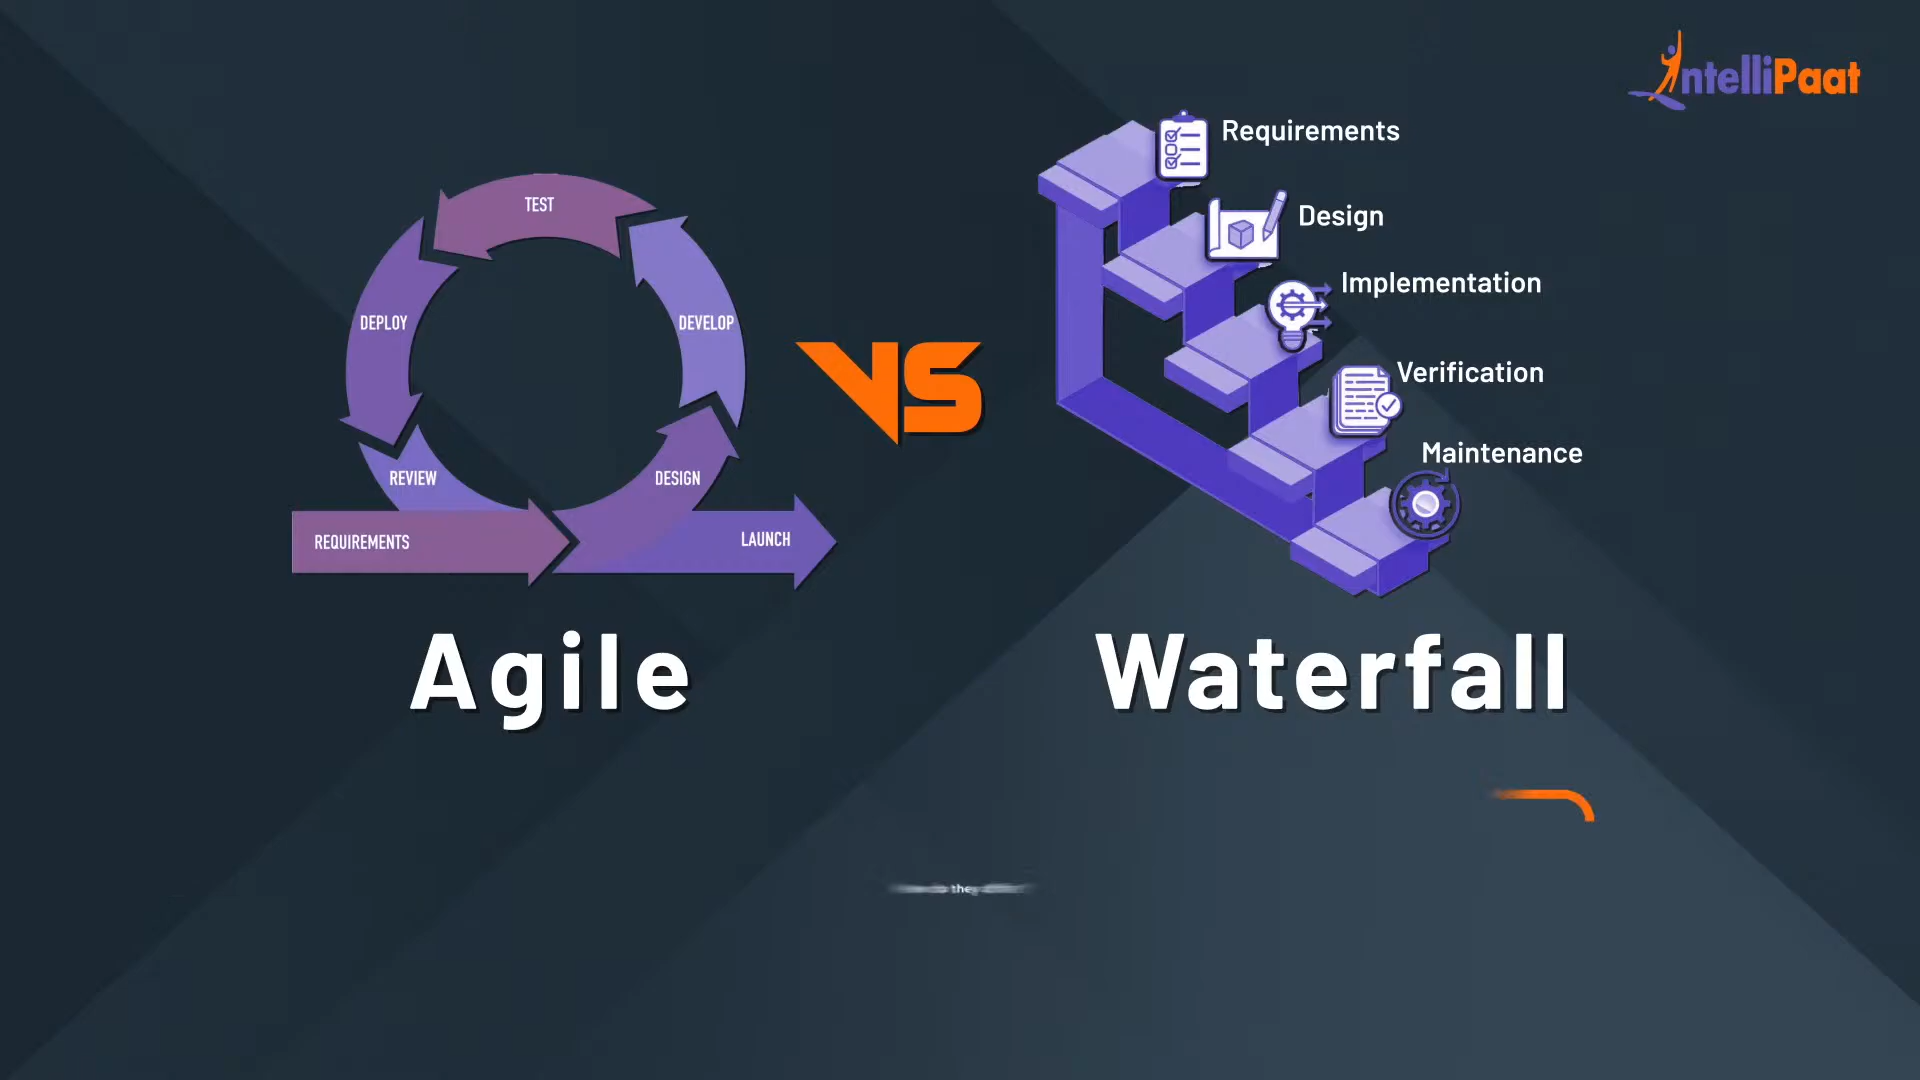 IntelliPaat
TEST
DEPLOY
DEVELOP
REVIEW
DESIGN
REQUIREMENTS
LAUNCH
Agile
VS
Requirements
Design
Implementation
Verification
Maintenance
Waterfall